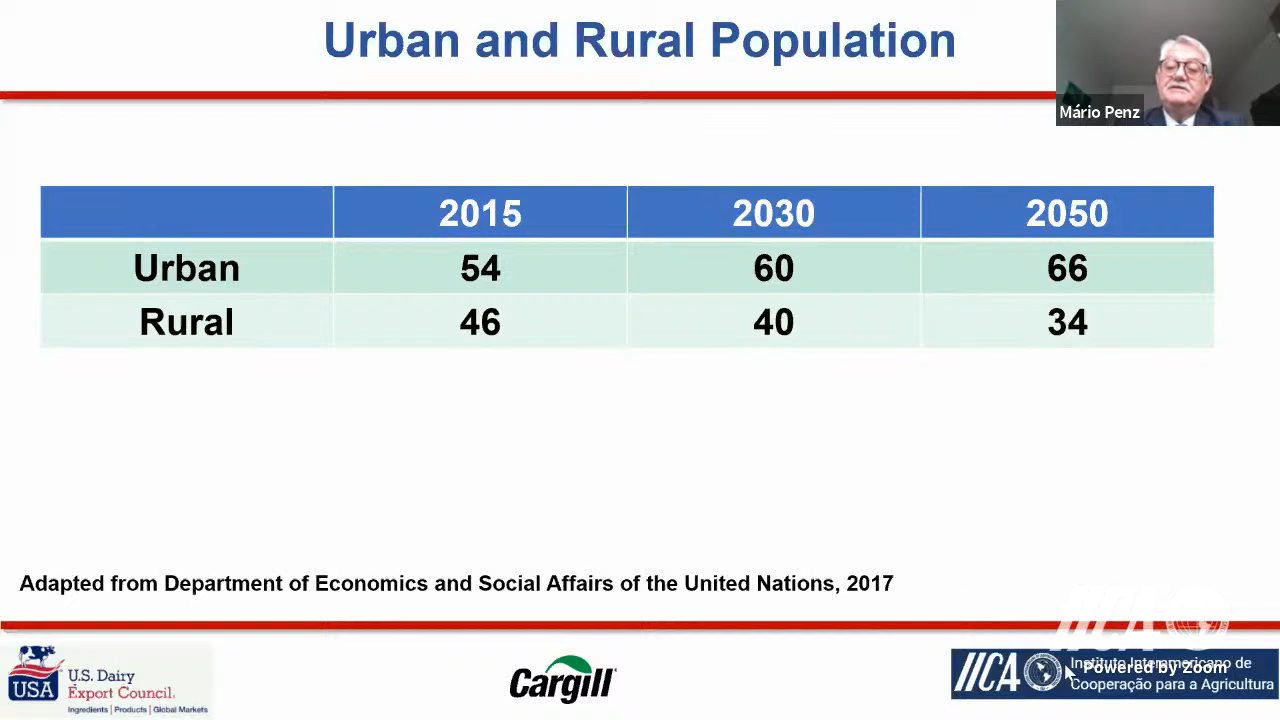 Urban and Rural Population
Mário Penz
2015 2030 2050
Urban 54 60 66
Rural 46 40 34
Adapted from Department of Economics and Social Affairs of the United Nations, 2017
IICA
USA
U.S. Dairy
Export Council.
Ingredients | Products | Global Markets
Cargill
IICA
Instituto Interamericano de
Cooperação para a Agricultura
Powered by Zoom